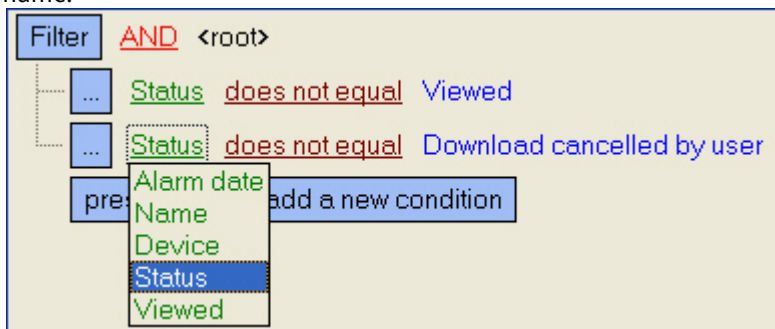 name.
Filter AND <root>
... Status does not equal Viewed
... Status does not equal Download cancelled by user
pre add a new condition
Alarm date
Name
Device
Status
Viewed